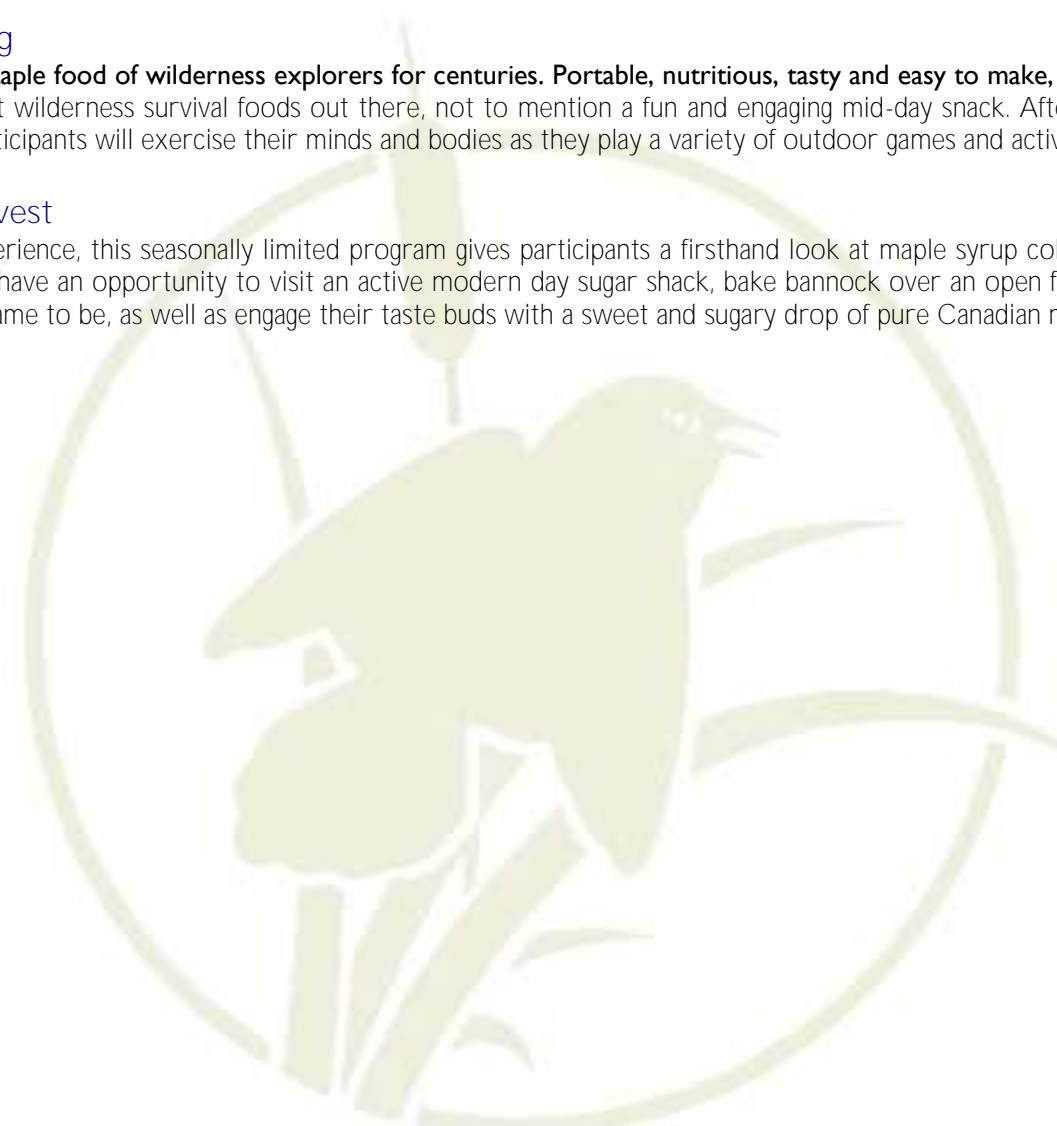 g
aple food of wilderness explorers for centuries. Portable, nutritious, tasty and easy to make,
t wilderness survival foods out there, not to mention a fun and engaging mid-day snack. Afte
ticipants will exercise their minds and bodies as they play a variety of outdoor games and activ
vest
erience, this seasonally limited program gives participants a firsthand look at maple syrup col
have an opportunity to visit an active modern day sugar shack, bake bannock over an open f
ame to be, as well as engage their taste buds with a sweet and sugary drop of pure Canadian